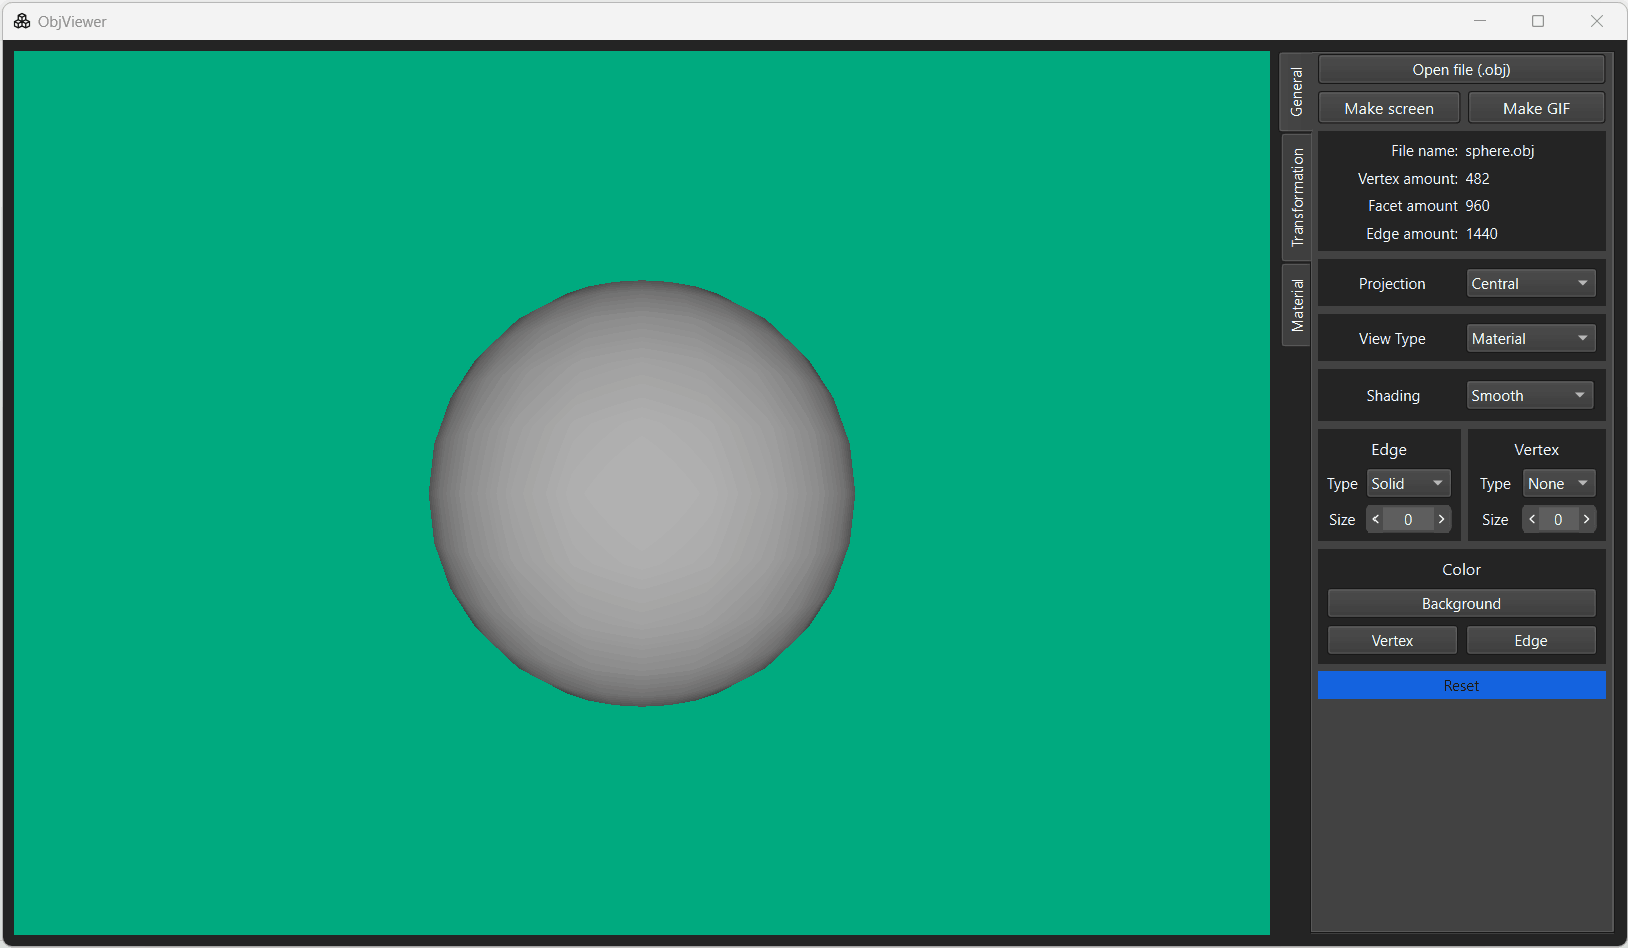 ObjViewer
General
Transformation
Material
Open file (.obj)
Make screen Make GIF
File name: sphere.obj
Vertex amount: 482
Facet amount 960
Edge amount: 1440
Projection Central
View Type Material
Shading Smooth
Edge Vertex
Type Solid Type None
Size < 0 > Size < 0 >
Color
Background
Vertex Edge
Reset